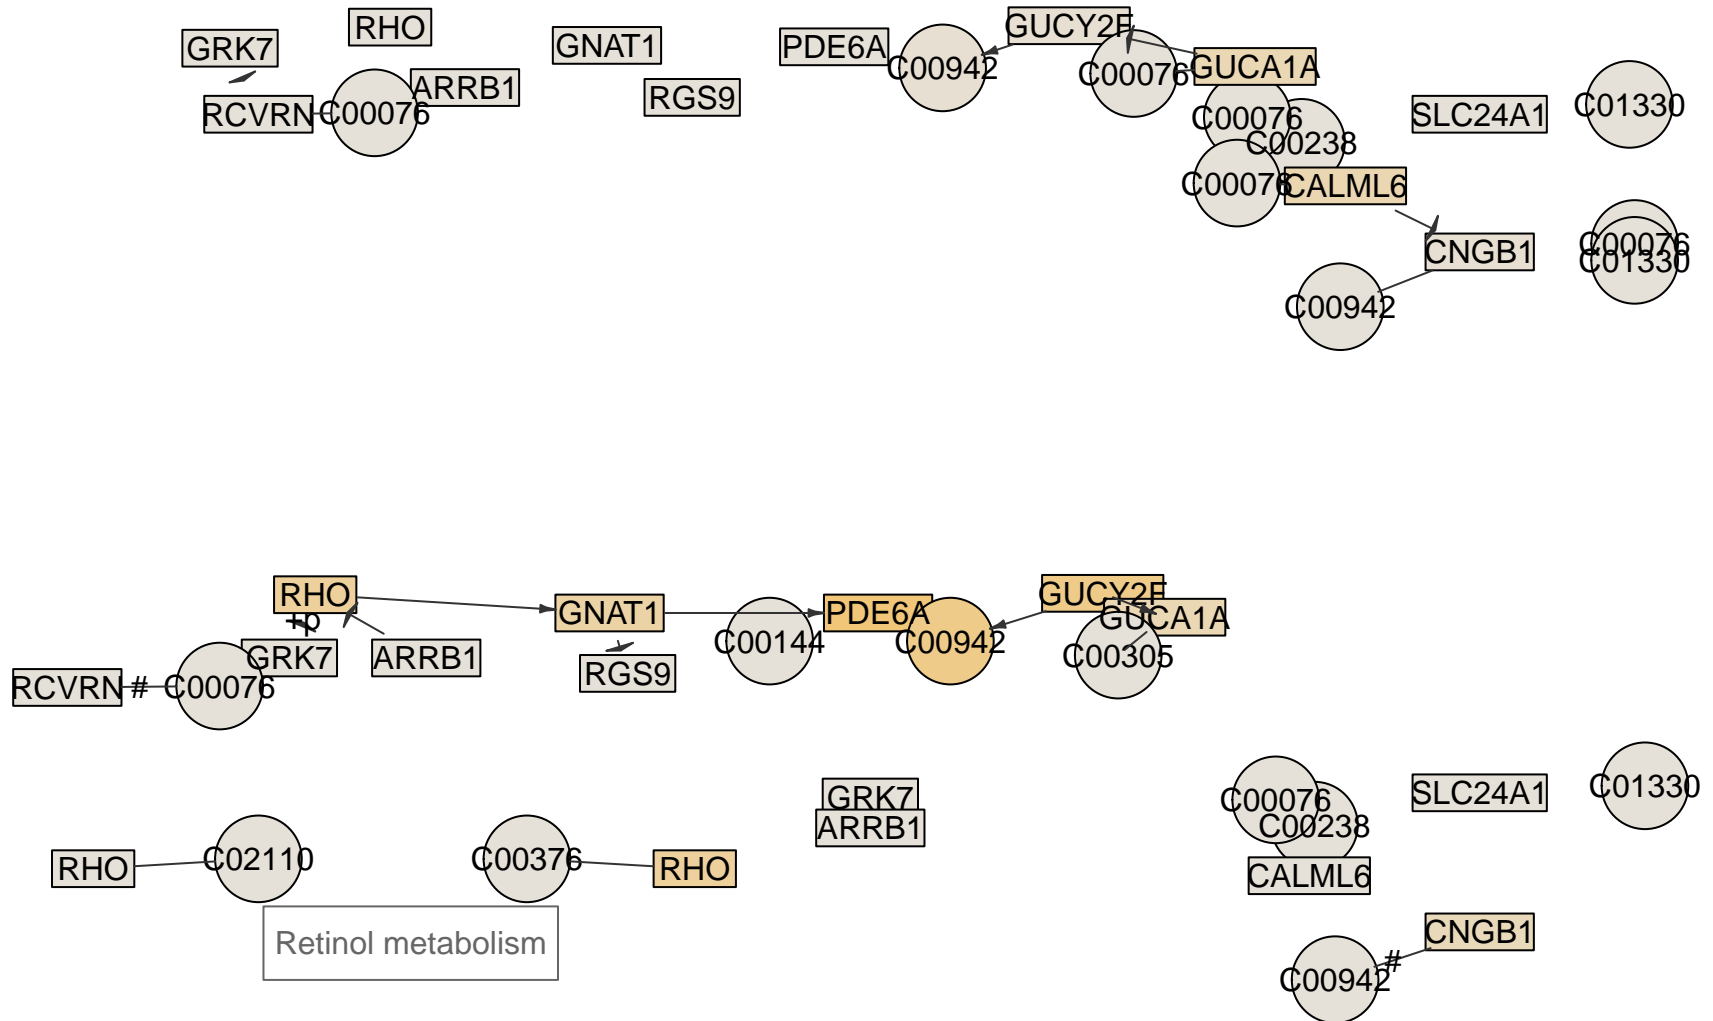 RHO
GUCY2F
GRK7
GNAT1
PDE6A
C00942
C00076
GUCA1A
ARRB1
RGS9
RCVRN
C00076
C00076
SLC24A1
C01330
C00238
C00076
CALML6
C00076
CNGB1
C01330
C00942
RHO
GUCY2F
GNAT1
PDE6A
GUCA1A
+p
C00144
C00942
GRK7
ARRB1
C00305
RGS9
RCVRN
#
C00076
GRK7
C00076
SLC24A1
C01330
ARRB1
C00238
RHO
C02110
C00376
RHO
CALML6
Retinol metabolism
CNGB1
#
C00942